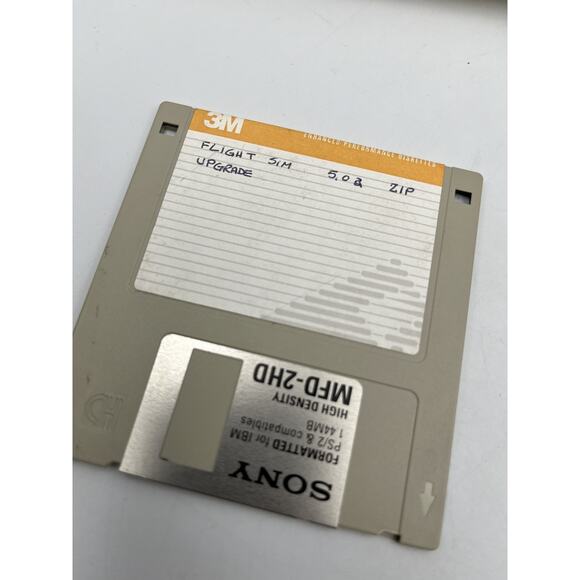 3M
ENHANCED PERFORMANCE DISKETTES
FLIGHT SIM 5.0a ZIP
UPGRADE
SONY
FORMATTED for IBM
PS/2 & compatibles
1.44MB
HIGH DENSITY
MFD-2HD
HD